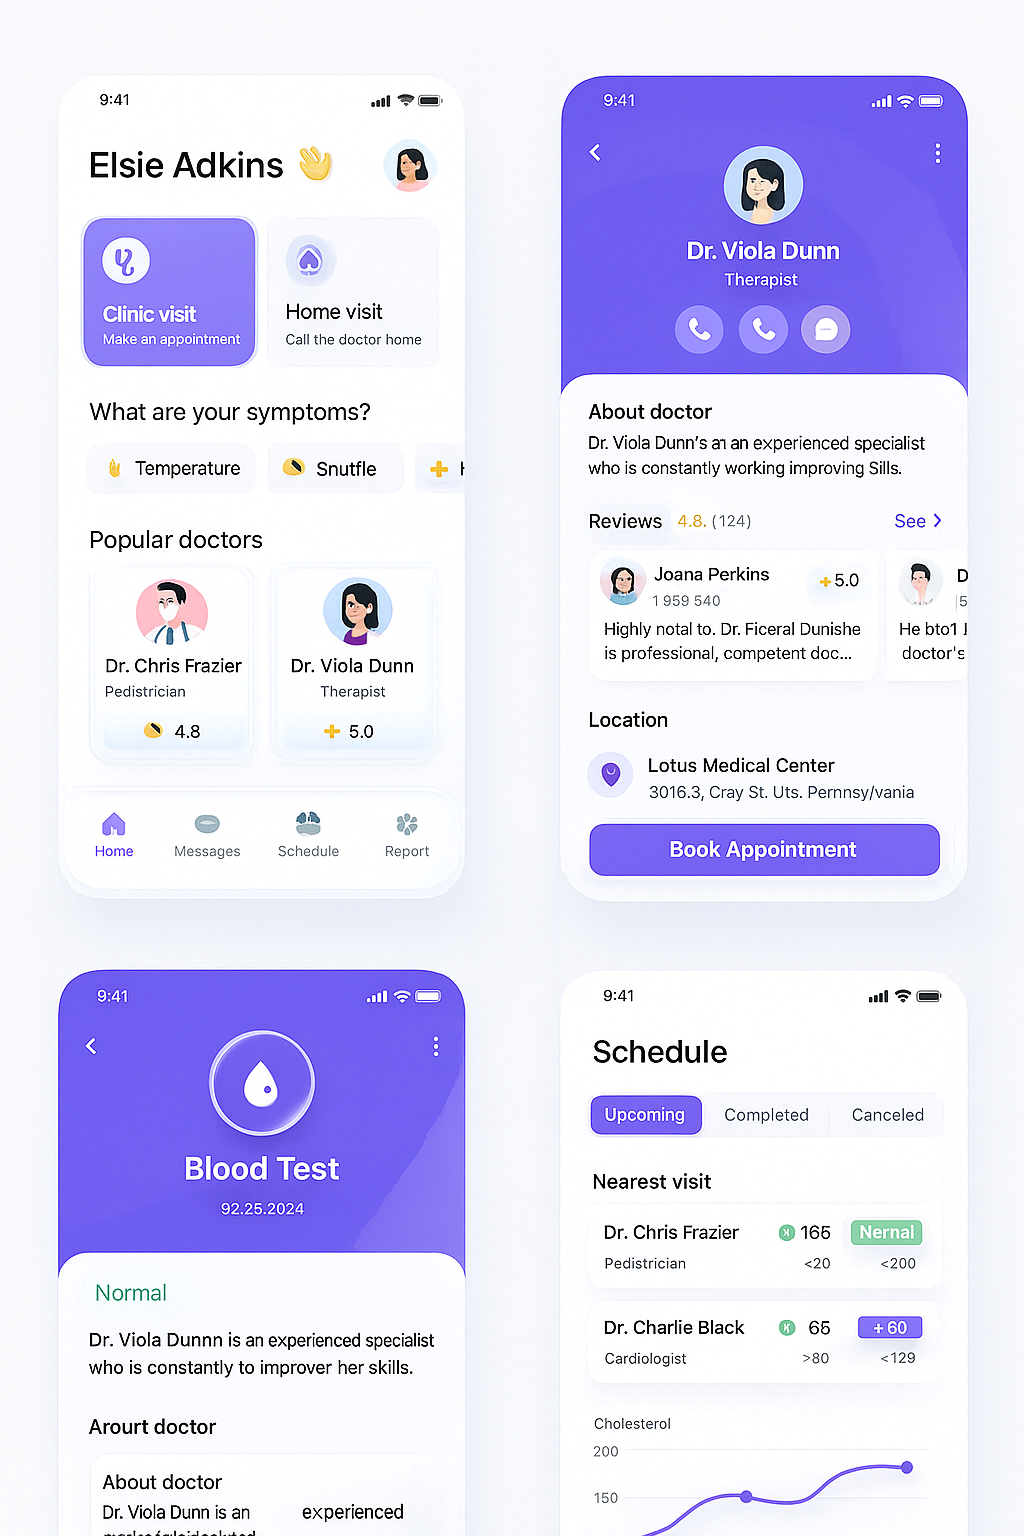 9:41
Elsie Adkins
Clinic visit
Make an appointment
Home visit
Call the doctor home
What are your symptoms?
Temperature
Snutfle
Popular doctors
Dr. Chris Frazier
Pedistrician
4.8
Dr. Viola Dunn
Therapist
5.0
Home
Messages
Schedule
Report
9:41
Dr. Viola Dunn
Therapist
About doctor
Dr. Viola Dunn's an an experienced specialist
who is constantly working improving Sills.
Reviews 4.8. (124)
See
Joana Perkins
1 959 540
5.0
Highly notal to. Dr. Ficeral Dunishe
is professional, competent doc...
D
5
He bto1
doctor's
Location
Lotus Medical Center
3016.3, Cray St. Uts. Pernnsy/vania
Book Appointment
9:41
Blood Test
92.25.2024
Normal
Dr. Viola Dunnn is an experienced specialist
who is constantly to improver her skills.
Arourt doctor
About doctor
Dr. Viola Dunn is an experienced
9:41
Schedule
Upcoming
Completed
Canceled
Nearest visit
Dr. Chris Frazier 165 Nernal
Pedistrician <20 <200
Dr. Charlie Black 65 +60
Cardiologist >80 <129
Cholesterol
200
150